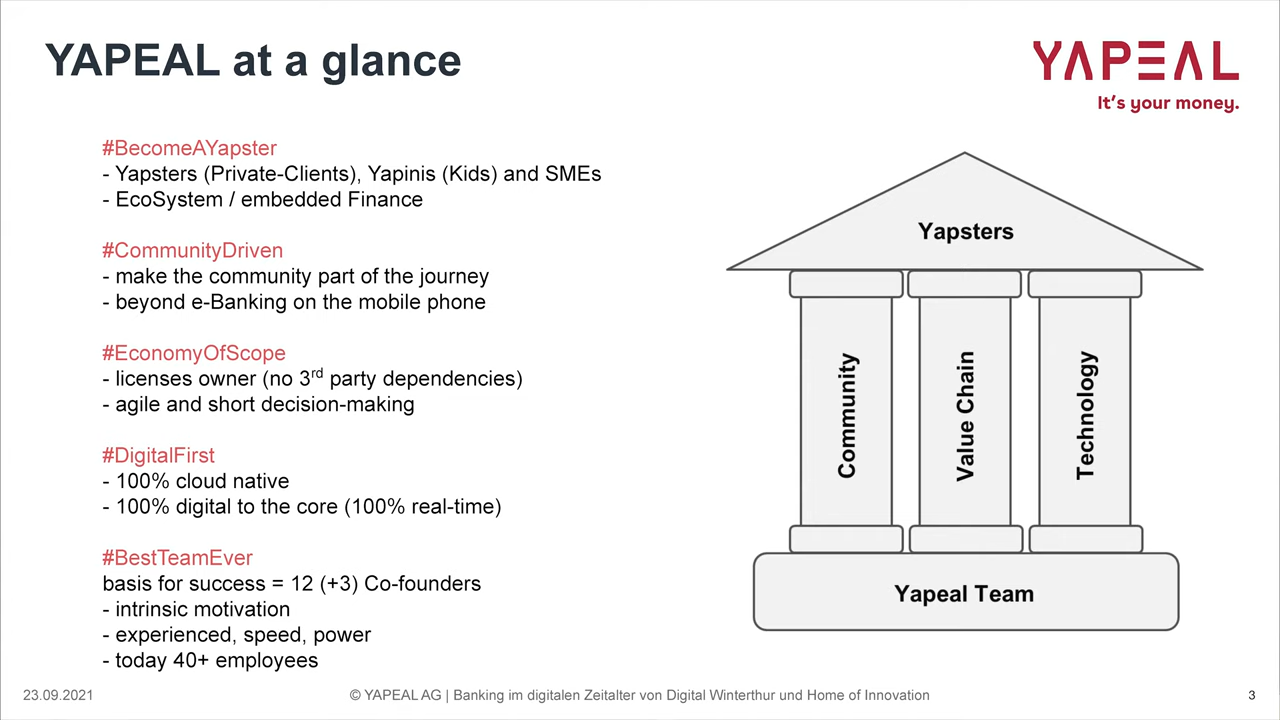 YAPEAL at a glance
YAPEAL
It's your money.
#BecomeAYapster
- Yapsters (Private-Clients), Yapinis (Kids) and SMEs
- EcoSystem / embedded Finance
#CommunityDriven
- make the community part of the journey
- beyond e-Banking on the mobile phone
#EconomyOfScope
- licenses owner (no 3rd party dependencies)
- agile and short decision-making
#DigitalFirst
- 100% cloud native
- 100% digital to the core (100% real-time)
#BestTeamEver
basis for success = 12 (+3) Co-founders
- intrinsic motivation
- experienced, speed, power
- today 40+ employees
Yapsters
Community
Value Chain
Technology
Yapeal Team
23.09.2021
© YAPEAL AG | Banking im digitalen Zeitalter von Digital Winterthur und Home of Innovation
3